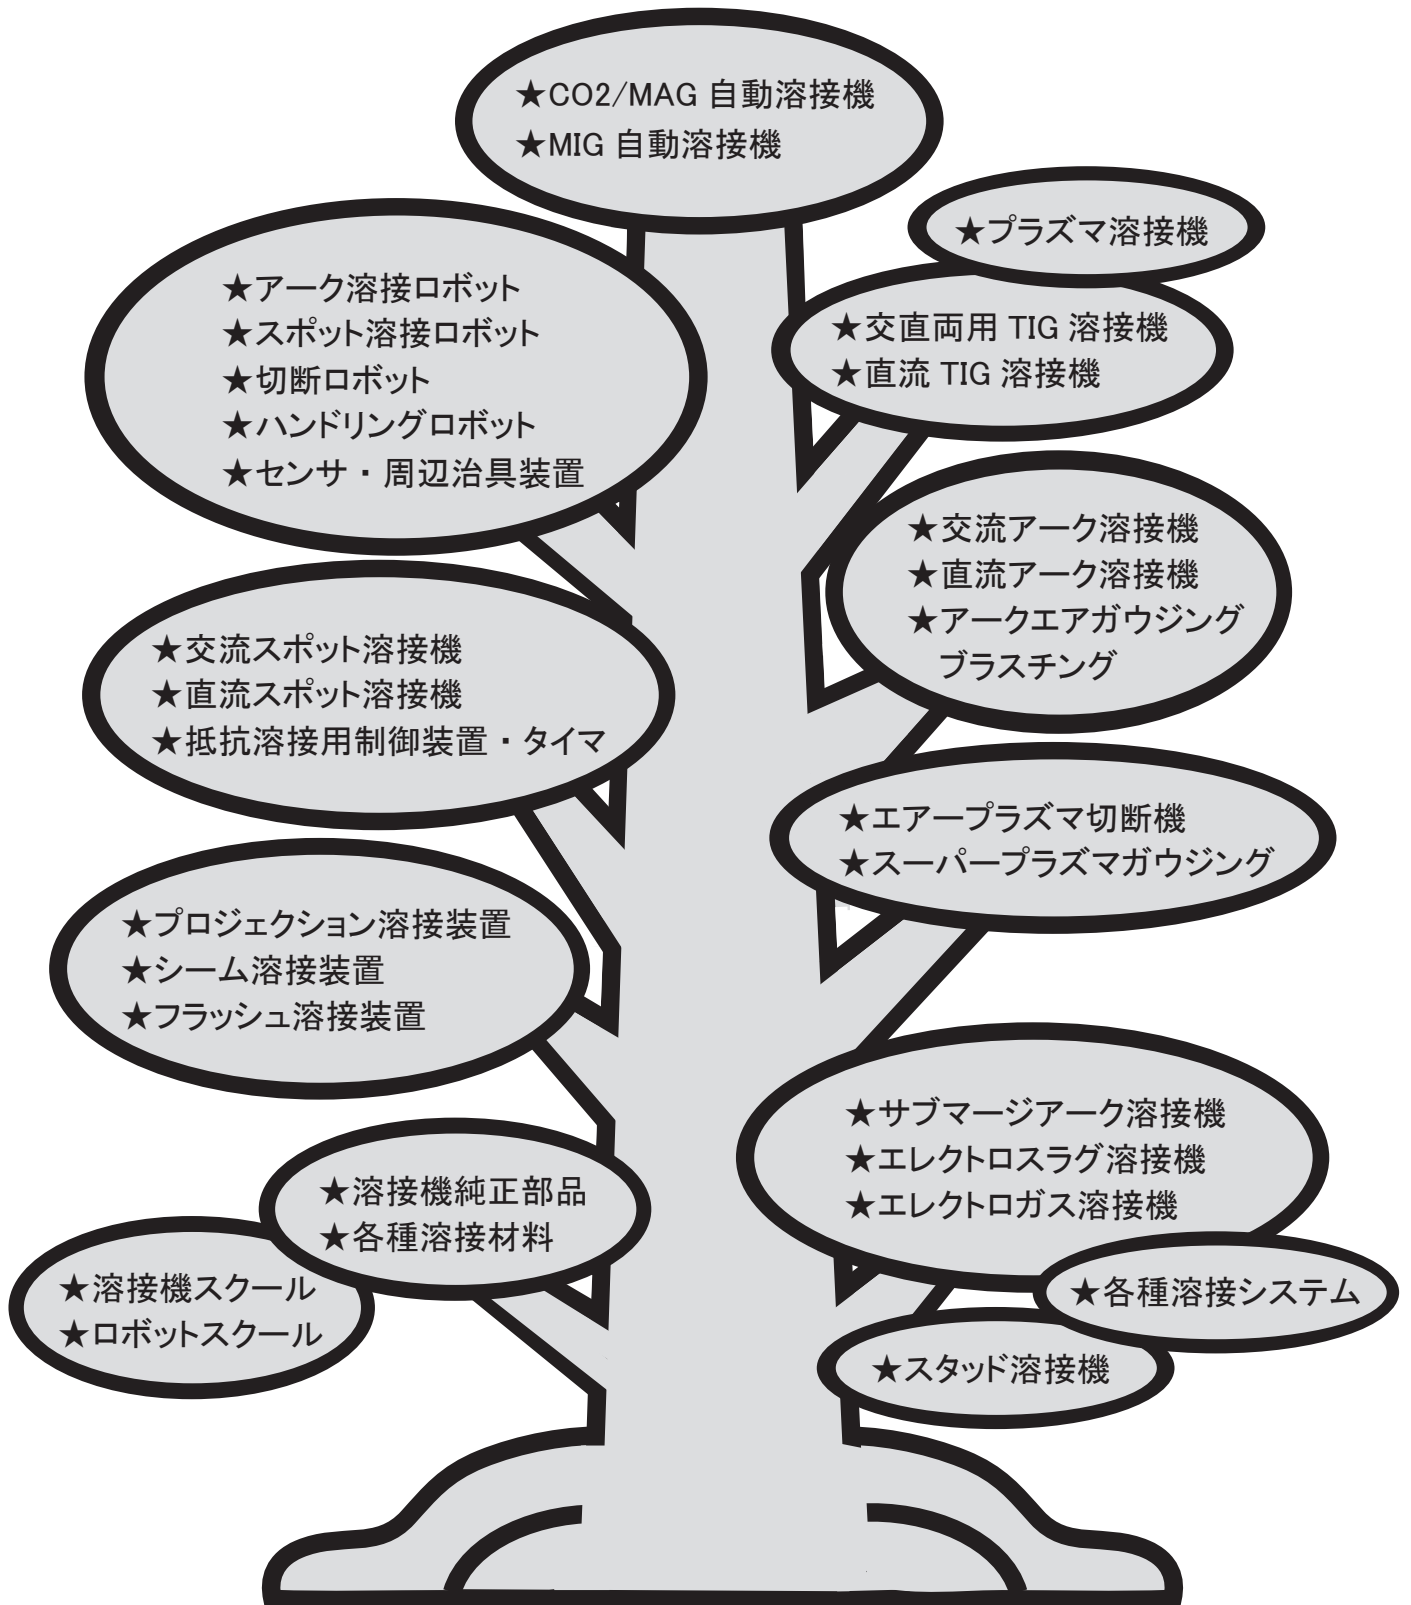 ★CO2/MAG 自動溶接機
★MIG 自動溶接機
★プラズマ溶接機
★交直両用 TIG 溶接機
★直流 TIG 溶接機
★アーク溶接ロボット
★スポット溶接ロボット
★切断ロボット
★ハンドリングロボット
★センサ・周辺治具装置
★交流アーク溶接機
★直流アーク溶接機
★アークエアガウジング
ブラスチング
★交流スポット溶接機
★直流スポット溶接機
★抵抗溶接用制御装置・タイマ
★エアープラズマ切断機
★スーパープラズマガウジング
★プロジェクション溶接装置
★シーム溶接装置
★フラッシュ溶接装置
★サブマージアーク溶接機
★エレクトロスラグ溶接機
★エレクトロガス溶接機
★溶接機純正部品
★各種溶接材料
★溶接機スクール
★ロボットスクール
★各種溶接システム
★スタッド溶接機